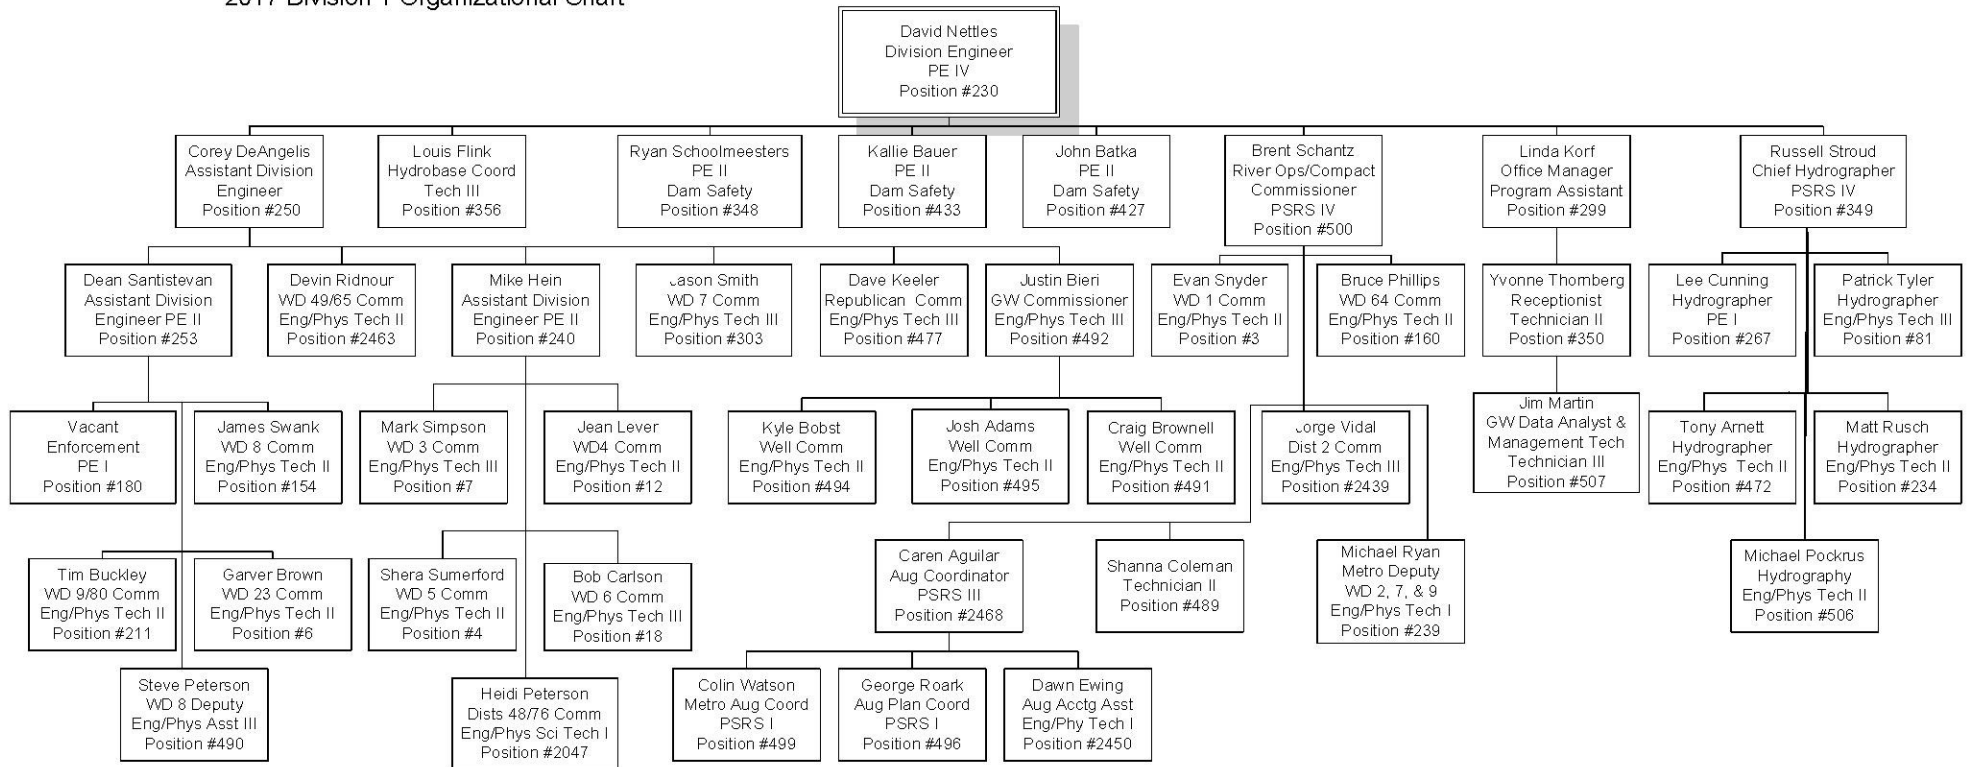 2017 Division 1 Organizational Chart
David Nettles
Division Engineer
PE IV
Position #230
Corey DeAngelis
Assistant Division
Engineer
Position #250
Louis Flink
Hydrobase Coord
Tech III
Position #356
Ryan Schoolmeesters
PE II
Dam Safety
Position #348
Kallie Bauer
PE II
Dam Safety
Position #433
John Batka
PE II
Dam Safety
Position #427
Brent Schantz
River Ops/Compact
Commissioner
PSRS IV
Position #500
Linda Korf
Office Manager
Program Assistant
Position #299
Russell Stroud
Chief Hydrographer
PSRS IV
Position #349
Dean Santistevan
Assistant Division
Engineer PE II
Position #253
Devin Ridnour
WD 49/65 Comm
Eng/Phys Tech II
Position #2463
Mike Hein
Assistant Division
Engineer PE II
Position #240
Jason Smith
WD 7 Comm
Eng/Phys Tech III
Position #303
Dave Keeler
Republican Comm
Eng/Phys Tech III
Position #477
Justin Bieri
GW Commissioner
Eng/Phys Tech III
Position #492
Evan Snyder
WD 1 Comm
Eng/Phys Tech II
Position #3
Bruce Phillips
WD 64 Comm
Eng/Phys Tech II
Position #160
Yvonne Thornberg
Receptionist
Technician II
Postion #350
Lee Cunning
Hydrographer
PE I
Position #267
Patrick Tyler
Hydrographer
Eng/Phys Tech III
Position #81
Vacant
Enforcement
PE I
Position #180
James Swank
WD 8 Comm
Eng/Phys Tech II
Position #154
Mark Simpson
WD 3 Comm
Eng/Phys Tech III
Position #7
Jean Lever
WD4 Comm
Eng/Phys Tech II
Position #12
Kyle Bobst
Well Comm
Eng/Phys Tech II
Position #494
Josh Adams
Well Comm
Eng/Phys Tech II
Position #495
Craig Brownell
Well Comm
Eng/Phys Tech II
Position #491
Jorge Vidal
Dist 2 Comm
Eng/Phys Tech III
Position #2439
Jim Martin
GW Data Analyst &
Management Tech
Technician III
Position #507
Tony Arnett
Hydrographer
Eng/Phys Tech II
Position #472
Matt Rusch
Hydrographer
Eng/Phys Tech II
Position #234
Tim Buckley
WD 9/80 Comm
Eng/Phys Tech II
Position #211
Garver Brown
WD 23 Comm
Eng/Phys Tech II
Position #6
Shera Sumerford
WD 5 Comm
Eng/Phys Tech II
Position #4
Bob Carlson
WD 6 Comm
Eng/Phys Tech III
Position #18
Caren Aguilar
Aug Coordinator
PSRS III
Position #2468
Shanna Coleman
Technician II
Position #489
Michael Ryan
Metro Deputy
WD 2, 7, & 9
Eng/Phys Tech I
Position #239
Michael Pockrus
Hydrography
Eng/Phys Tech II
Position #506
Steve Peterson
WD 8 Deputy
Eng/Phys Asst III
Position #490
Heidi Peterson
Dists 48/76 Comm
Eng/Phys Sci Tech I
Position #2047
Colin Watson
Metro Aug Coord
PSRS I
Position #499
George Roark
Aug Plan Coord
PSRS I
Position #496
Dawn Ewing
Aug Acctg Asst
Eng/Phy Tech I
Position #2450